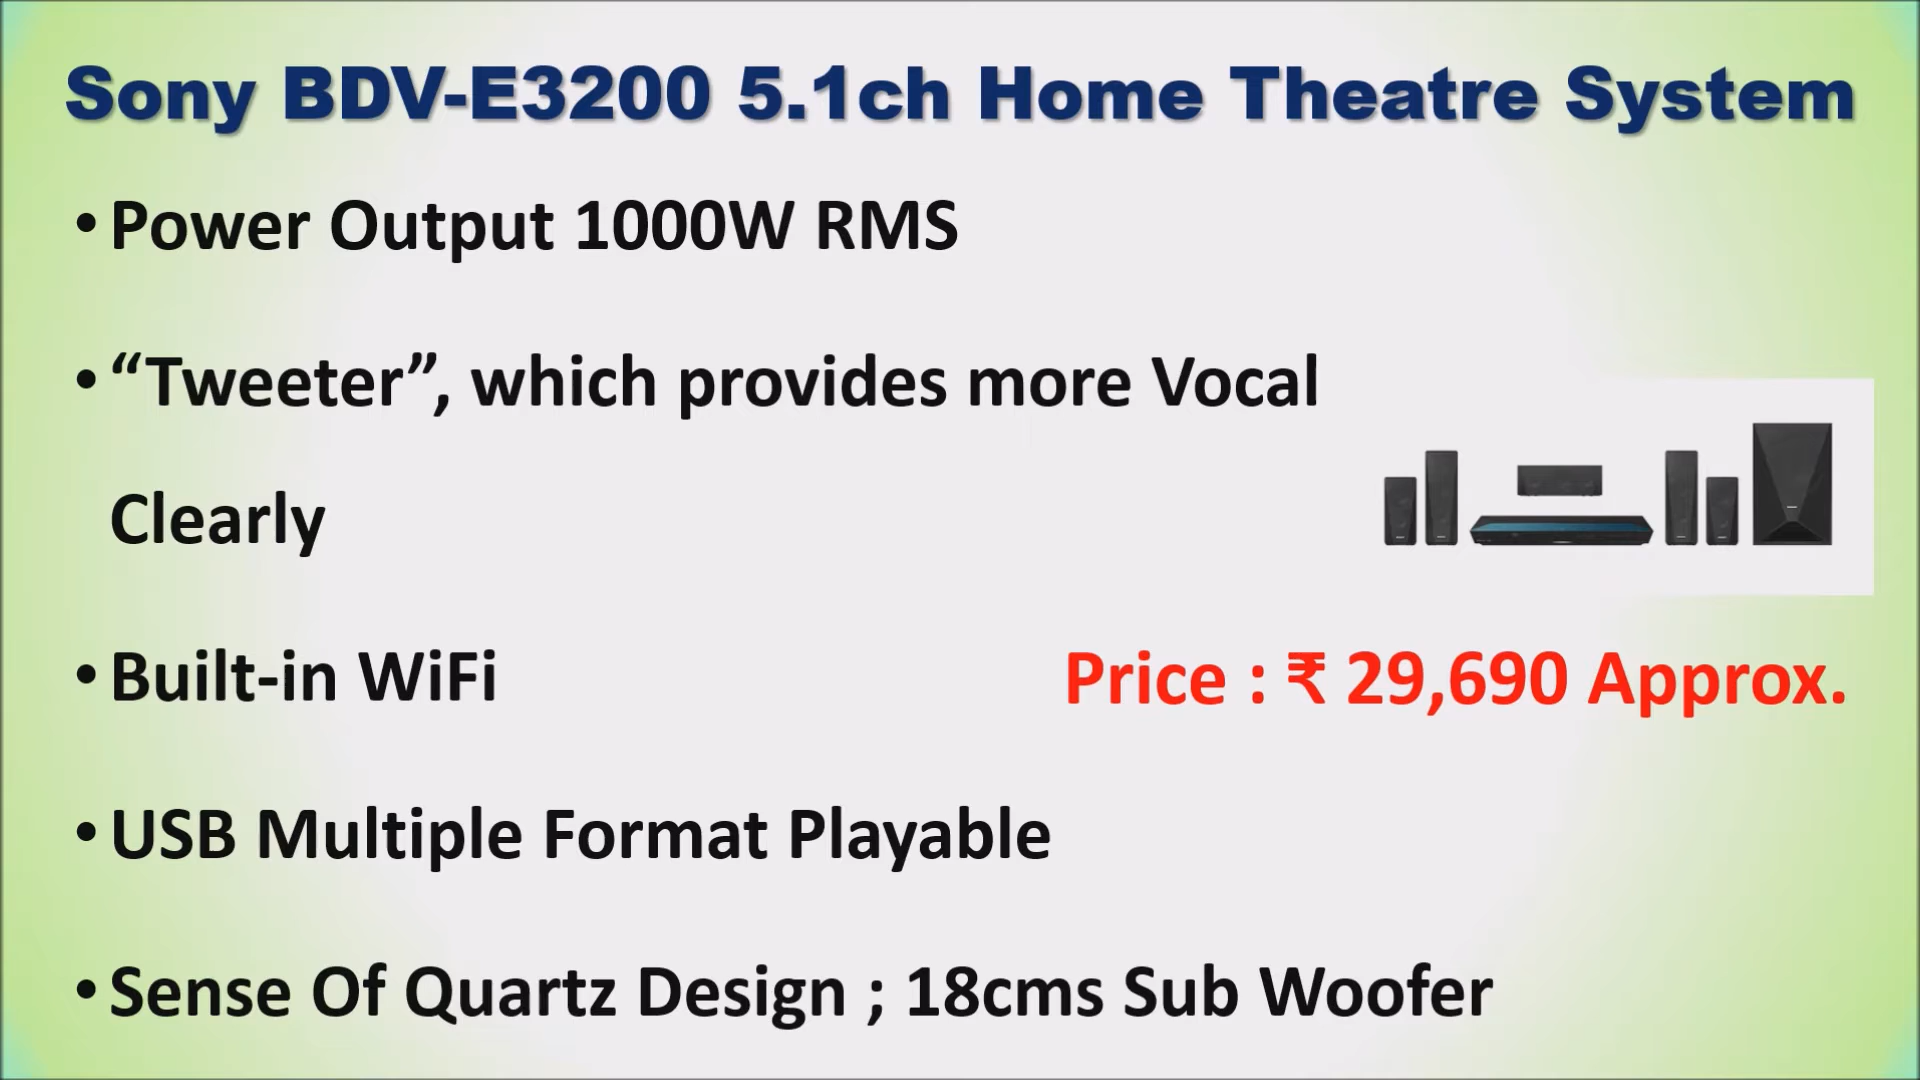 Sony BDV-E3200 5.1ch Home Theatre System
• Power Output 1000W RMS
• “Tweeter”, which provides more Vocal
Clearly
• Built-in WiFi
Price : ₹ 29,690 Approx.
• USB Multiple Format Playable
• Sense Of Quartz Design ; 18cms Sub Woofer